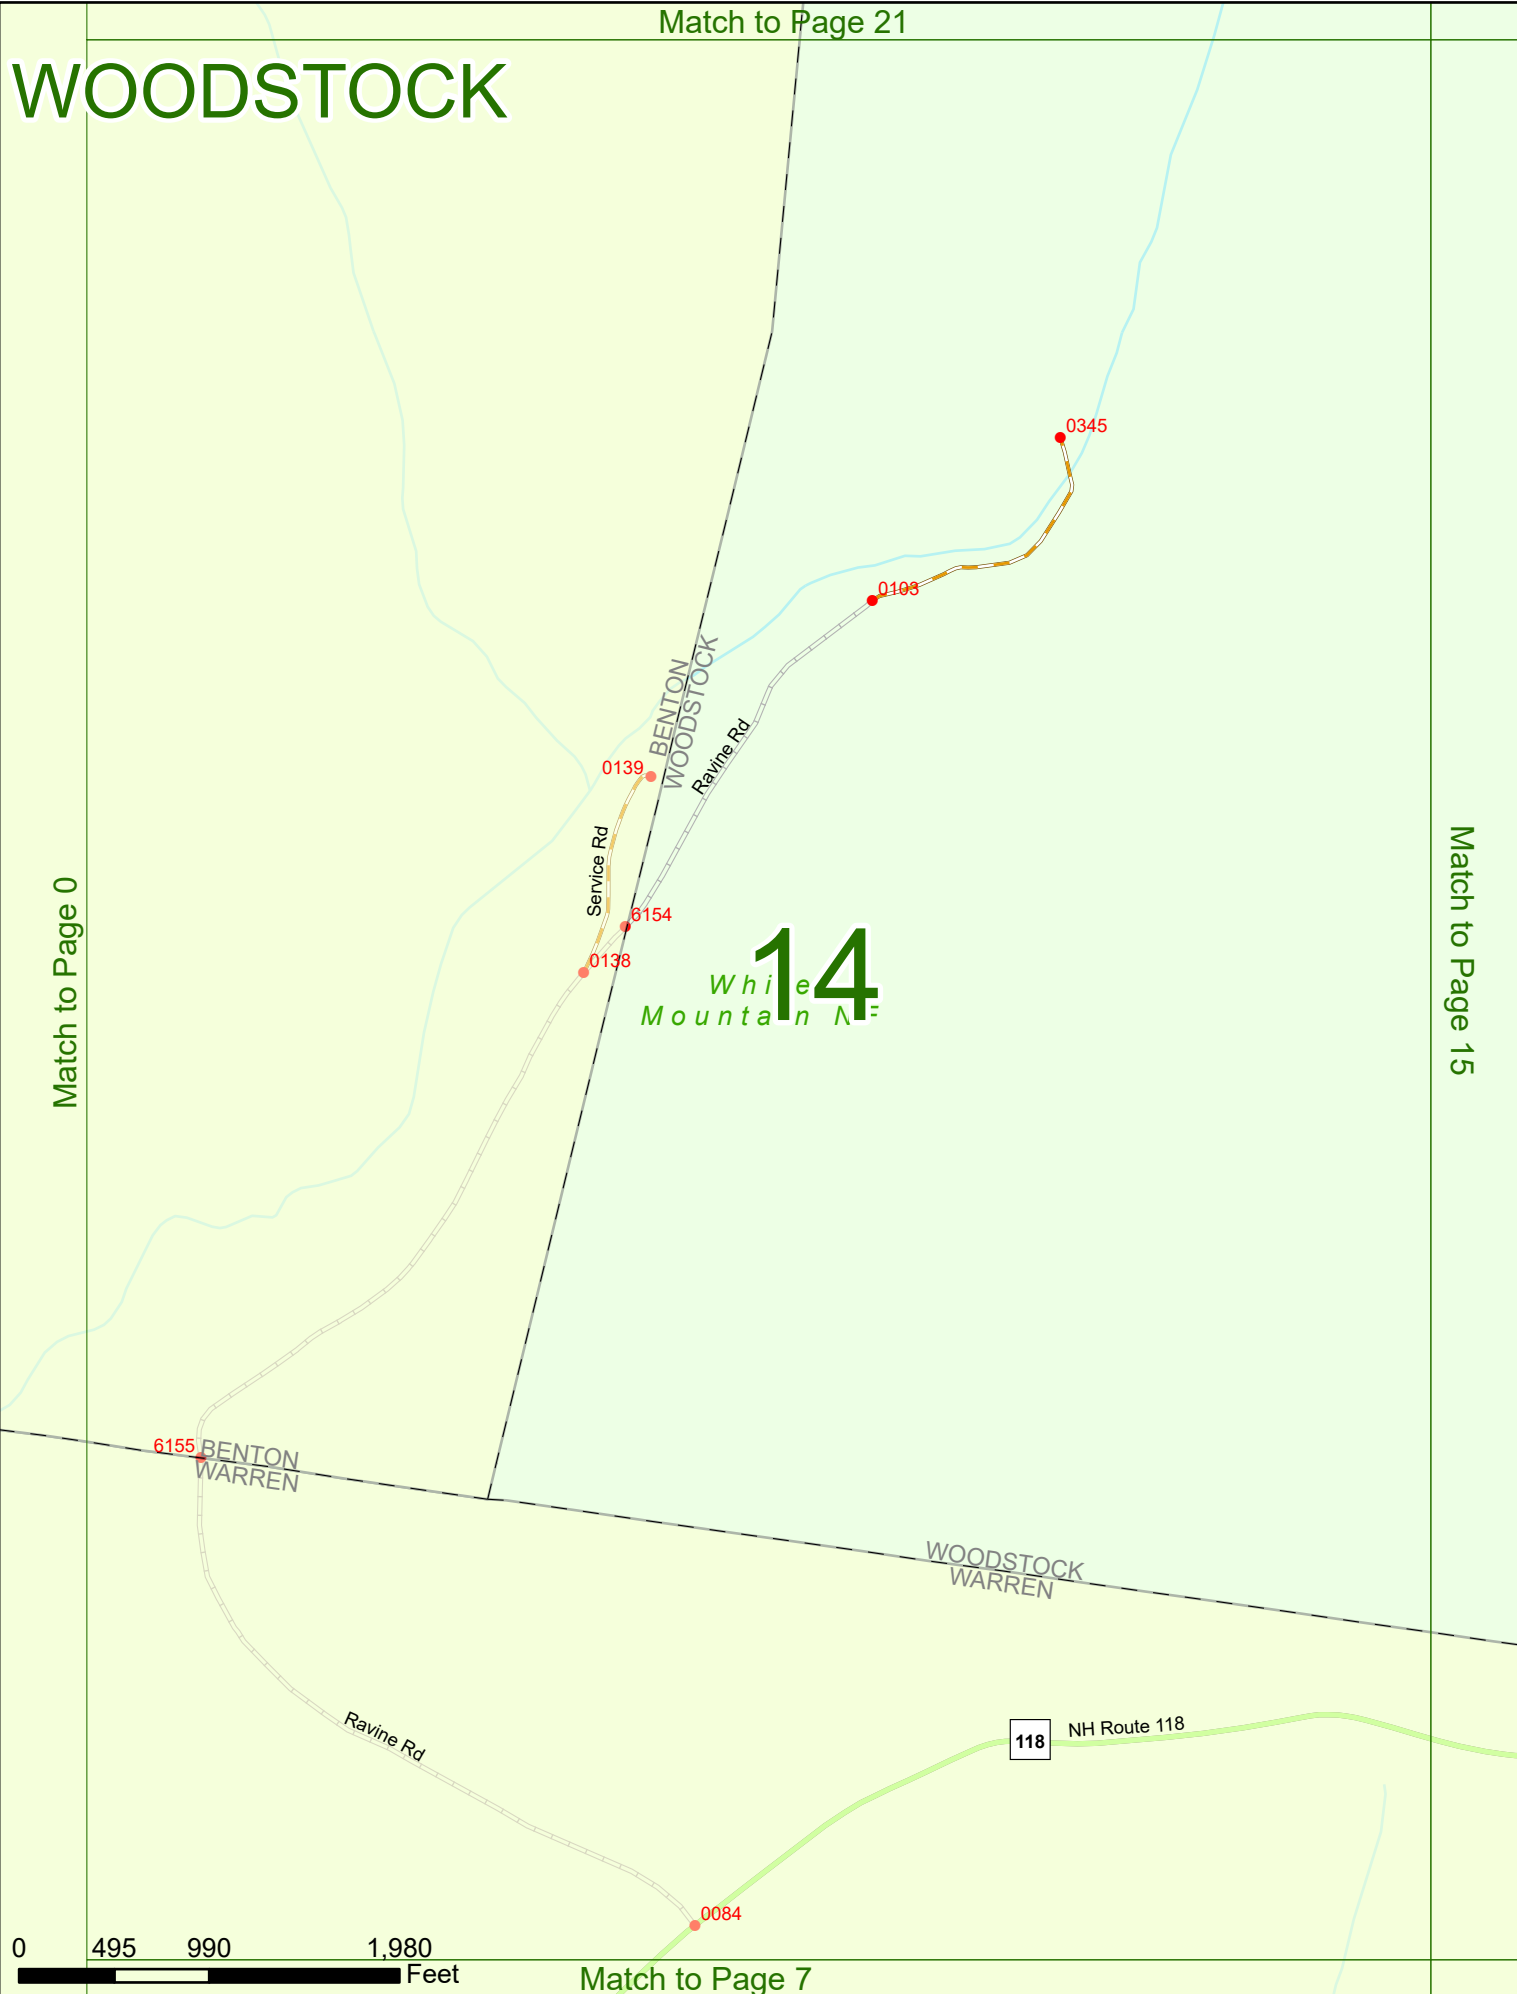 Match to Page 21
WOODSTOCK
0345
0103
BENTON
WOODSTOCK
Ravine Rd
0139
Service Rd
6154
0138
14
Mountain
Match to Page 0
Match to Page 15
6155
BENTON
WARREN
WOODSTOCK
WARREN
Ravine Rd
118
NH Route 118
0084
0 495 990 1,980
Feet
Match to Page 7